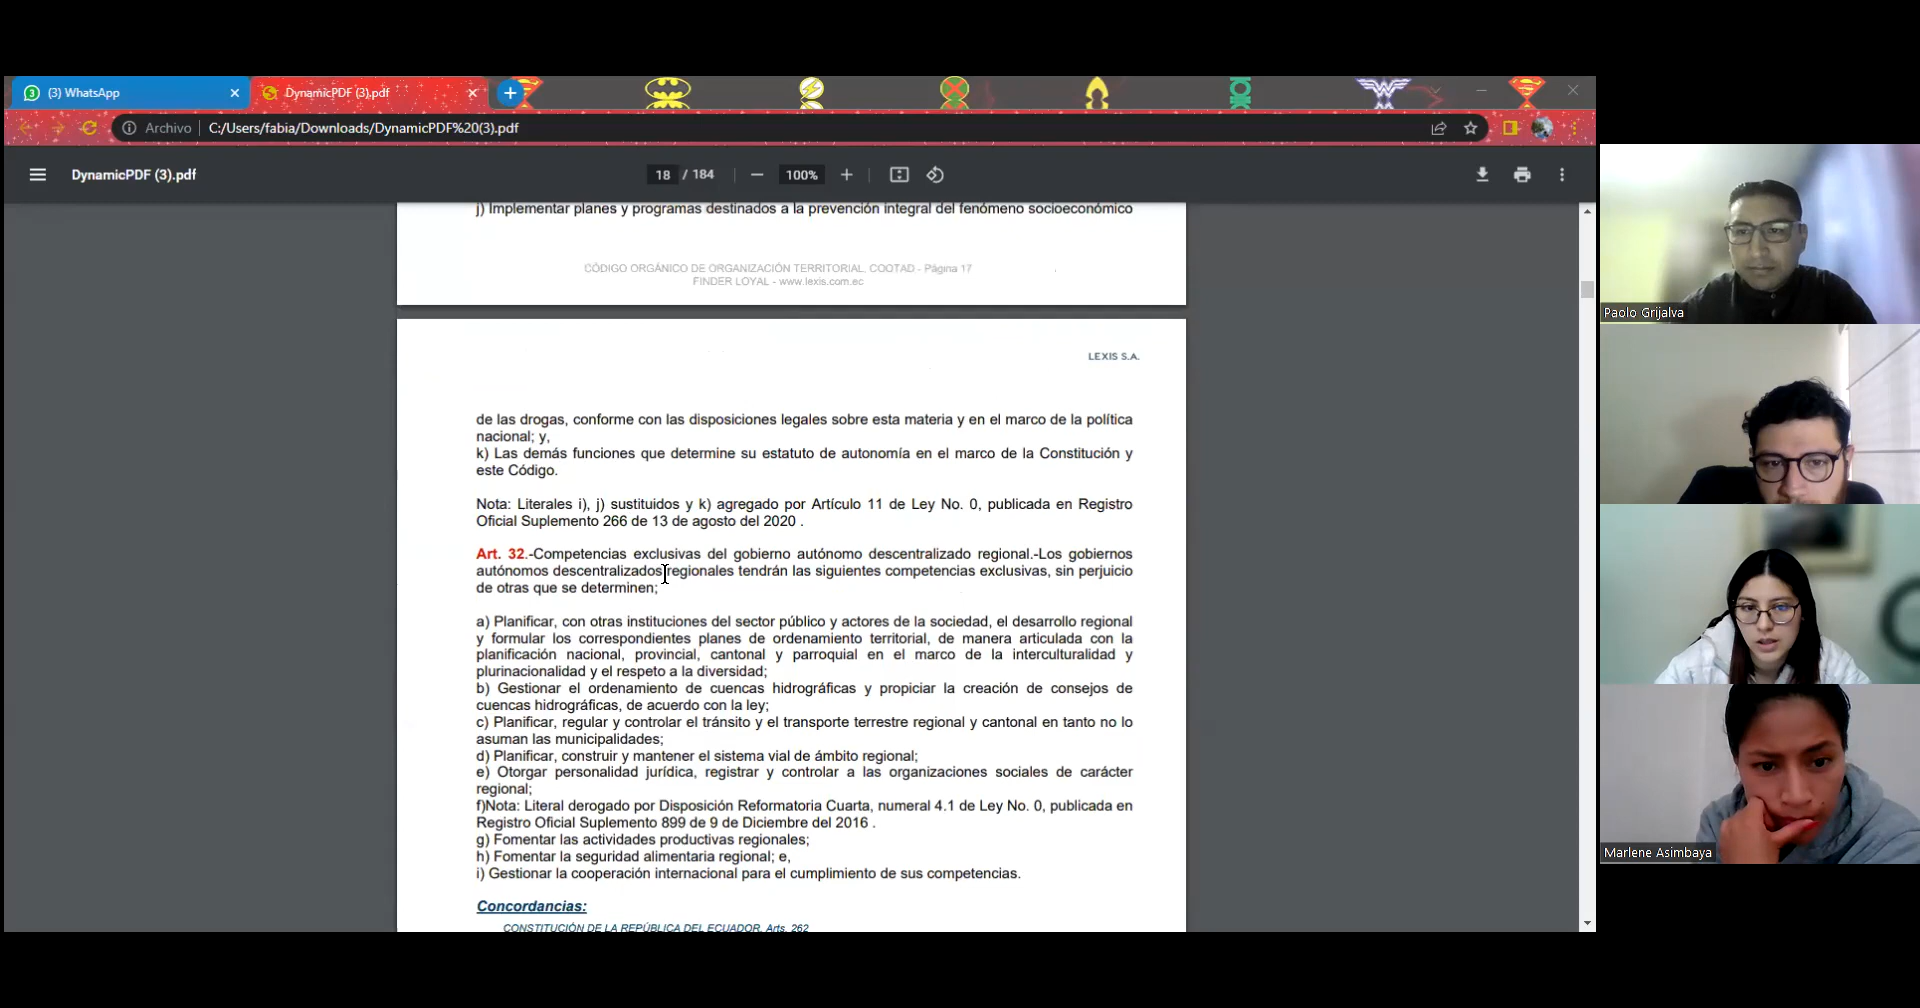 (3) WhatsApp
DynamicPDF (3).pdf
Archivo
C:/Users/fabia/Downloads/DynamicPDF%20(3).pdf
DynamicPDF (3).pdf
18 / 184
100%
j) Implementar planes y programas destinados a la prevención integral del fenómeno socioeconómico
CÓDIGO ORGÁNICO DE ORGANIZACIÓN TERRITORIAL, COOTAD - Página 17
FINDER LOYAL - www.lexis.com.ec
LEXIS S.A.
de las drogas, conforme con las disposiciones legales sobre esta materia y en el marco de la política
nacional; y,
k) Las demás funciones que determine su estatuto de autonomía en el marco de la Constitución y
este Código.
Nota: Literales i), j) sustituidos y k) agregado por Artículo 11 de Ley No. 0, publicada en Registro
Oficial Suplemento 266 de 13 de agosto del 2020 .
Art. 32.-Competencias exclusivas del gobierno autónomo descentralizado regional.-Los gobiernos
autónomos descentralizados regionales tendrán las siguientes competencias exclusivas, sin perjuicio
de otras que se determinen;
a) Planificar, con otras instituciones del sector público y actores de la sociedad, el desarrollo regional
y formular los correspondientes planes de ordenamiento territorial, de manera articulada con la
planificación nacional, provincial, cantonal y parroquial en el marco de la interculturalidad y
plurinacionalidad y el respeto a la diversidad;
b) Gestionar el ordenamiento de cuencas hidrográficas y propiciar la creación de consejos de
cuencas hidrográficas, de acuerdo con la ley;
c) Planificar, regular y controlar el tránsito y el transporte terrestre regional y cantonal en tanto no lo
asuman las municipalidades;
d) Planificar, construir y mantener el sistema vial de ámbito regional;
e) Otorgar personalidad jurídica, registrar y controlar a las organizaciones sociales de carácter
regional;
f)Nota: Literal derogado por Disposición Reformatoria Cuarta, numeral 4.1 de Ley No. 0, publicada en
Registro Oficial Suplemento 899 de 9 de Diciembre del 2016 .
g) Fomentar las actividades productivas regionales;
h) Fomentar la seguridad alimentaria regional; e,
i) Gestionar la cooperación internacional para el cumplimiento de sus competencias.
Concordancias:
CONSTITUCIÓN DE LA REPÚBLICA DEL ECUADOR, Arts. 262
Paolo Grijalva
Marlene Asimbaya